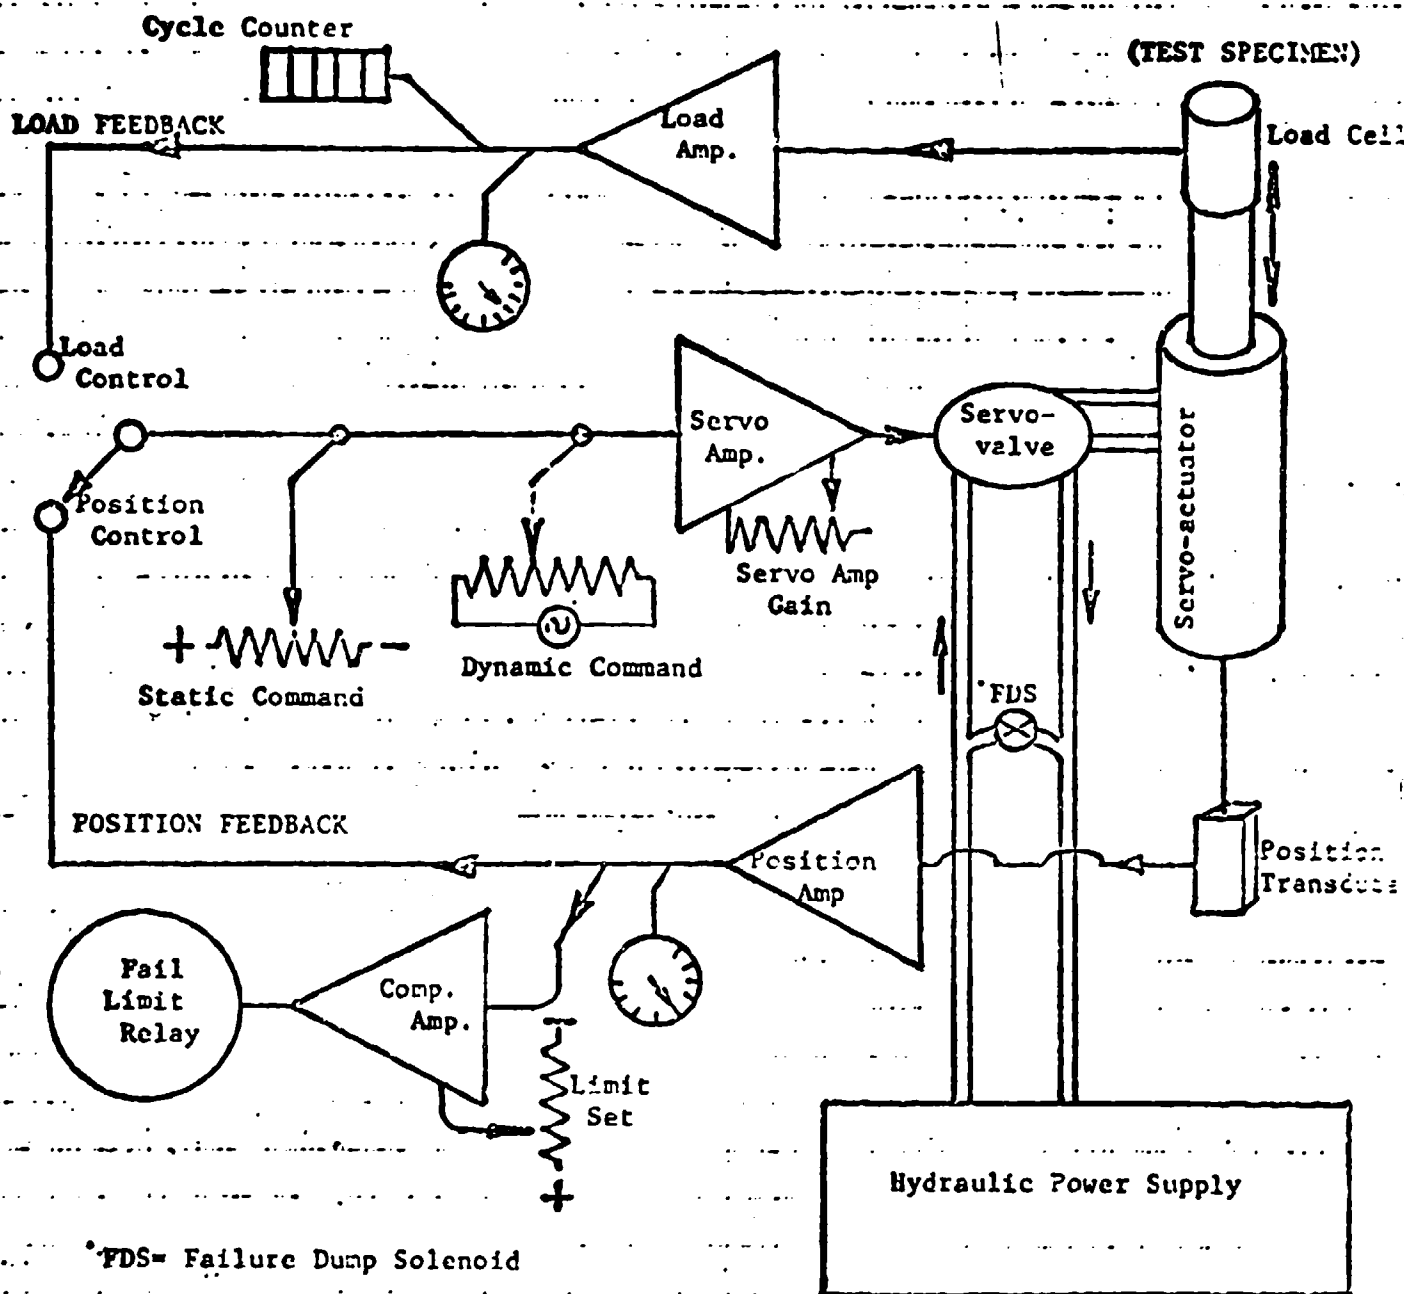 Cycle Counter
(TEST SPECIMEN)
LOAD FEEDBACK
Load
Amp.
Load Cell
Load
Control
Servo
Amp.
Servo-
valve
Servo-actuator
Position
Control
Servo Amp
Gain
Static Command
Dynamic Command
FDS
POSITION FEEDBACK
Position
Amp
Position
Fail
Limit
Relay
Comp.
Amp.
Limit
Set
Hydraulic Power Supply
FDS= Failure Dump Solenoid